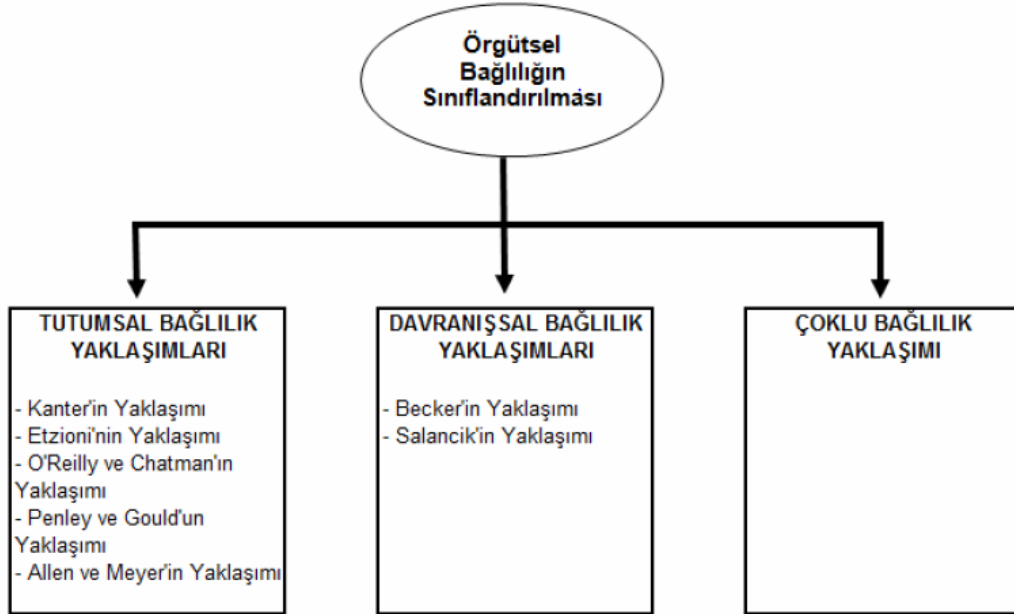 Örgütsel
Bağlılığın
Sınıflandırılması
TUTUMSAL BAĞLILIK
YAKLAŞIMLARI
- Kanter'in Yaklaşımı
- Etzioni'nin Yaklaşımı
- O'Reilly ve Chatman'ın
Yaklaşımı
- Penley ve Gould'un
Yaklaşımı
- Allen ve Meyer'in Yaklaşımı
DAVRANIŞSAL BAĞLILIK
YAKLAŞIMLARI
- Becker'in Yaklaşımı
- Salancik'in Yaklaşımı
ÇOKLU BAĞLILIK
YAKLAŞIMI